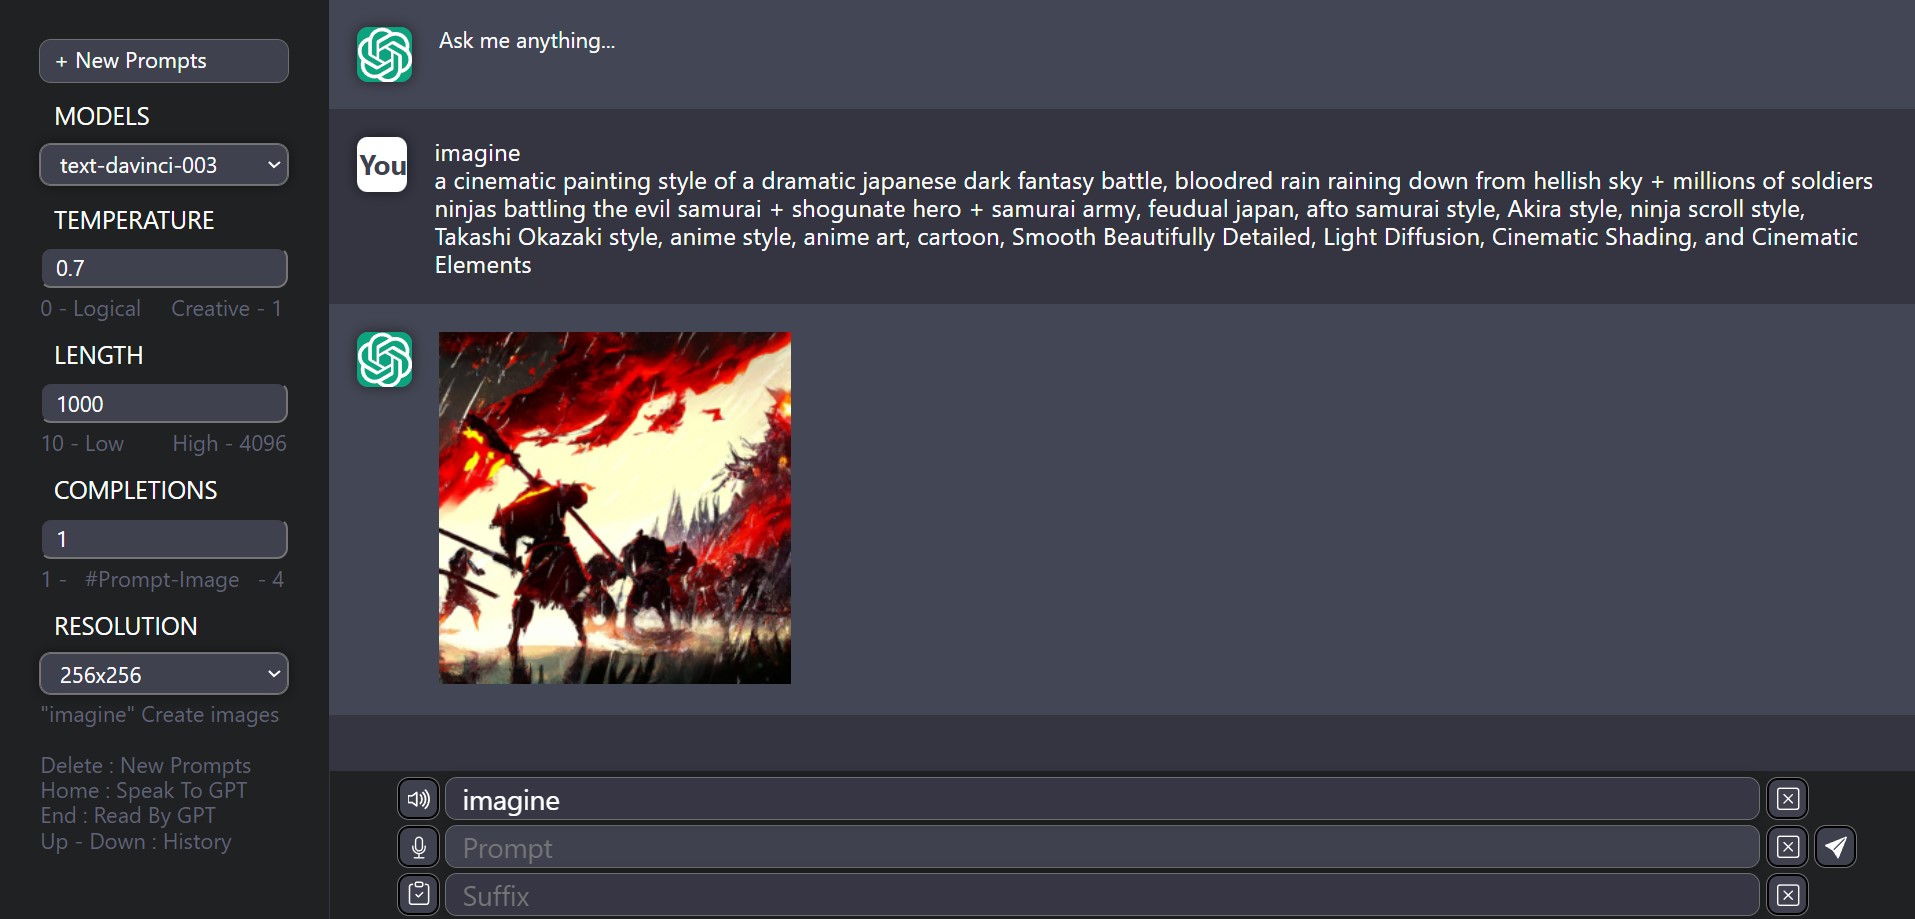 + New Prompts
MODELS
text-davinci-003
TEMPERATURE
0.7
0 - Logical Creative - 1
LENGTH
1000
10 - Low High - 4096
COMPLETIONS
1
1 - #Prompt-Image - 4
RESOLUTION
256x256
"imagine" Create images
Delete : New Prompts
Home : Speak To GPT
End : Read By GPT
Up - Down : History
Ask me anything...
You
imagine
a cinematic painting style of a dramatic japanese dark fantasy battle, bloodred rain raining down from hellish sky + millions of soldiers
ninjas battling the evil samurai + shogunate hero + samurai army, feudual japan, afto samurai style, Akira style, ninja scroll style,
Takashi Okazaki style, anime style, anime art, cartoon, Smooth Beautifully Detailed, Light Diffusion, Cinematic Shading, and Cinematic
Elements
imagine
Prompt
Suffix